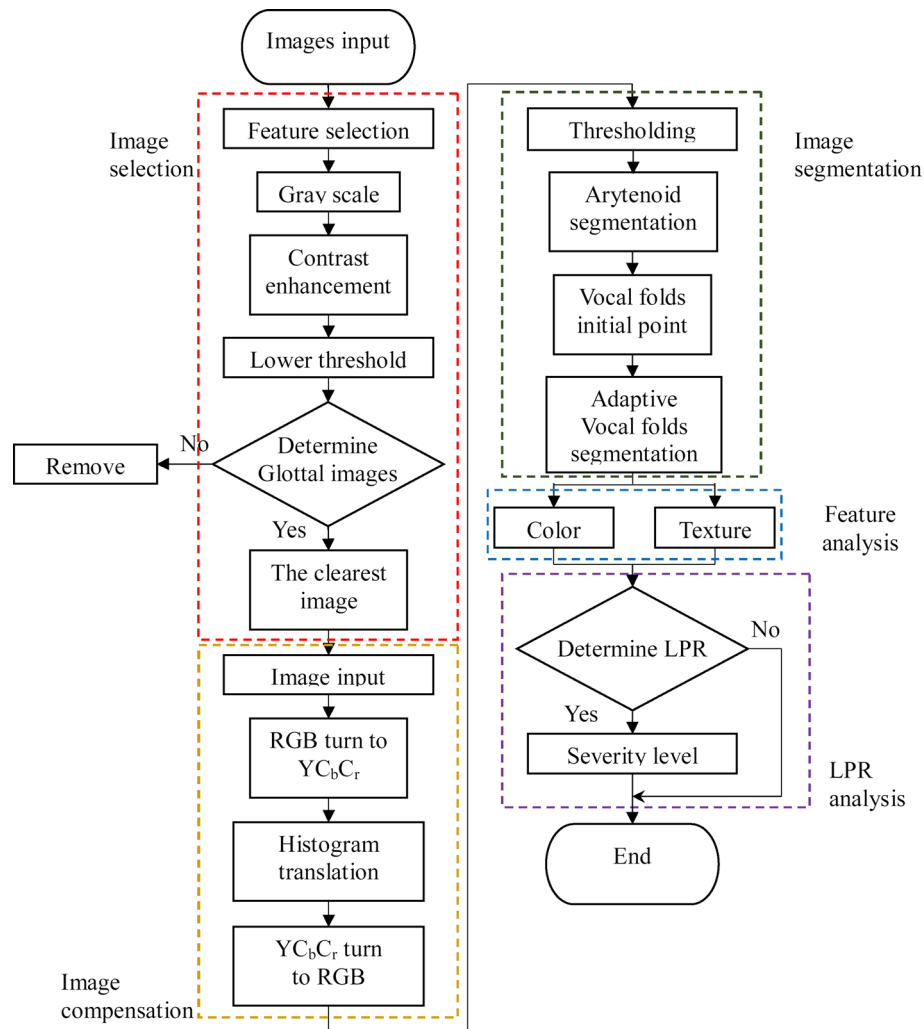 Images input
Image
selection
Feature selection
Gray scale
Contrast
enhancement
Lower threshold
Determine
Glottal images
No
Remove
Yes
The clearest
image
Image input
RGB turn to
YCbCr
Histogram
translation
YCbCr turn
to RGB
Image
compensation
Thresholding
Image
segmentation
Arytenoid
segmentation
Vocal folds
initial point
Adaptive
Vocal folds
segmentation
Color
Texture
Feature
analysis
Determine LPR
No
Yes
Severity level
LPR
analysis
End